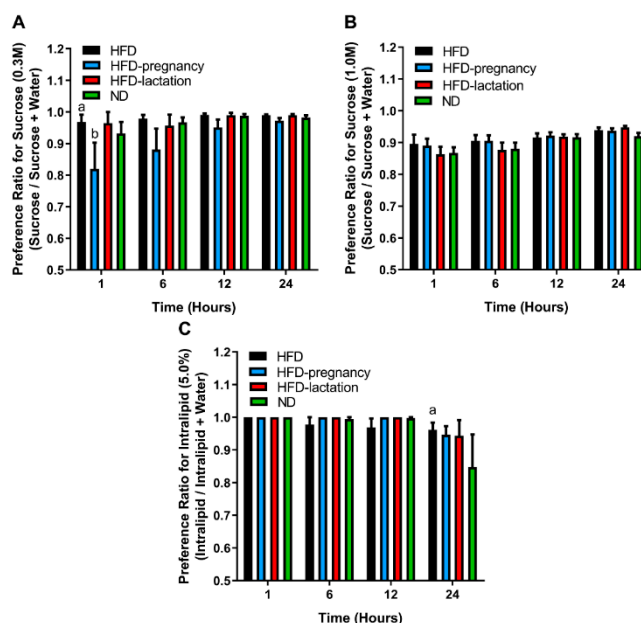 A
HFD
HFD-pregnancy
HFD-lactation
ND
Preference Ratio for Sucrose (0.3M)
(Sucrose / Sucrose + Water)
1.2
1.1
1.0
0.9
0.8
0.7
0.6
0.5
a
b
1 6 12 24
Time (Hours)
B
HFD
HFD-pregnancy
HFD-lactation
ND
Preference Ratio for Sucrose (1.0M)
(Sucrose / Sucrose + Water)
1.2
1.1
1.0
0.9
0.8
0.7
0.6
0.5
1 6 12 24
Time (Hours)
C
HFD
HFD-pregnancy
HFD-lactation
ND
Preference Ratio for Intralipid (5.0%)
(Intralipid / Intralipid + Water)
1.2
1.1
1.0
0.9
0.8
0.7
0.6
0.5
a
1 6 12 24
Time (Hours)